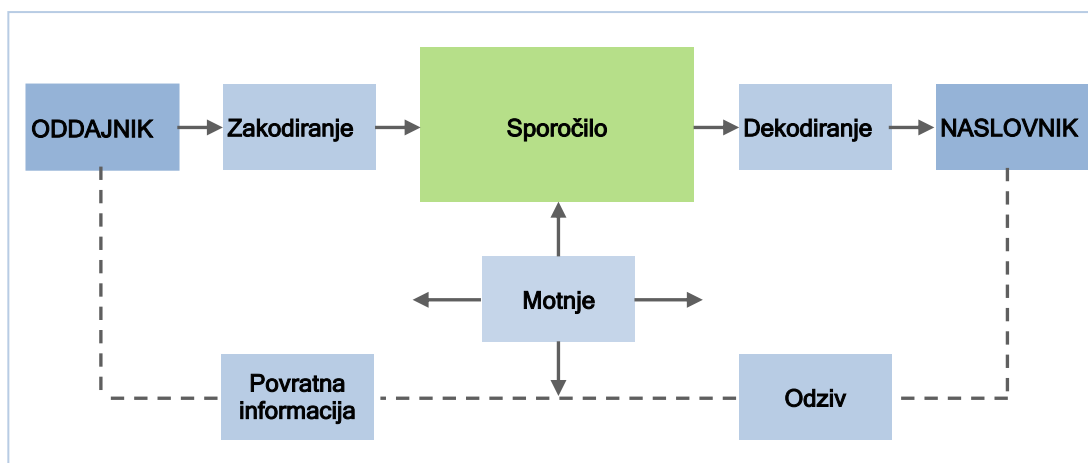 ODDAJNIK
Zakodiranje
Sporočilo
Dekodiranje
NASLOVNIK
Motnje
Povratna
informacija
Odziv